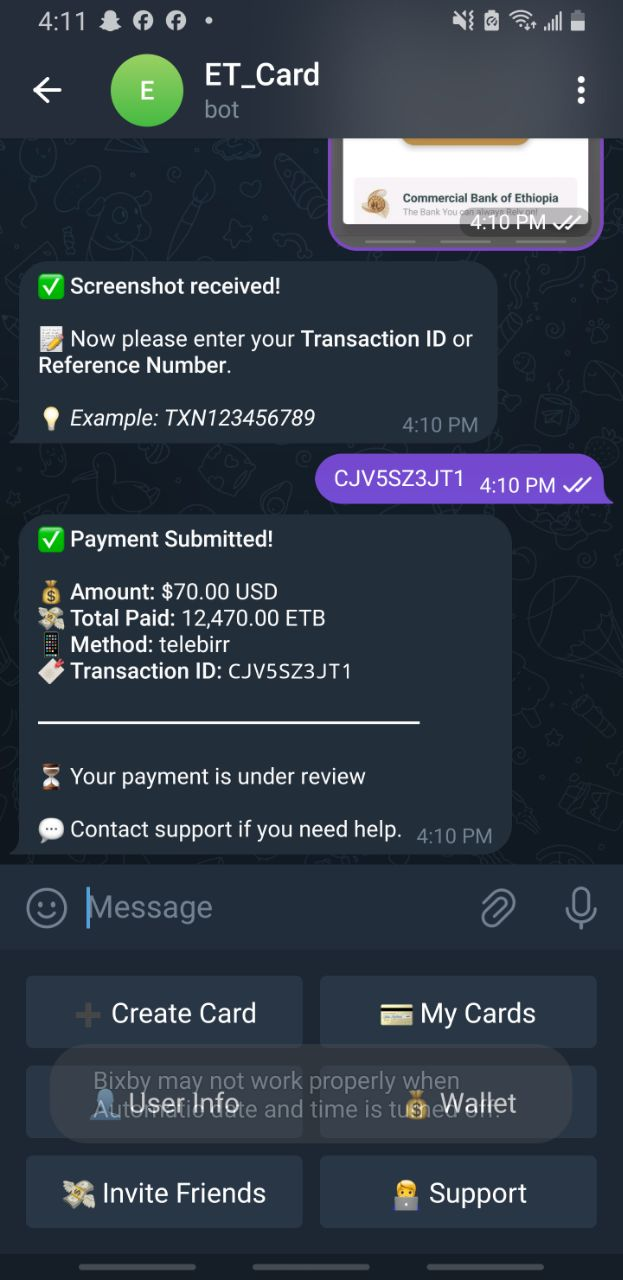 4:11
E
ET_Card
bot
Commercial Bank of Ethiopia
The Bank You can always Rely on!
4:10 PM
✅ Screenshot received!
📝 Now please enter your Transaction ID or
Reference Number.
💡 Example: TXN123456789
4:10 PM
CJV5SZ3JT1 4:10 PM
✅ Payment Submitted!
💰 Amount: $70.00 USD
💸 Total Paid: 12,470.00 ETB
📱 Method: telebirr
🏷️ Transaction ID: CJV5SZ3JT1
⏳ Your payment is under review
💬 Contact support if you need help. 4:10 PM
Message
➕ Create Card
💳 My Cards
Bixby may not work properly when
Automatic date and time is turned off.
👤 User Info
💰 Wallet
💸 Invite Friends
🧑‍💻 Support